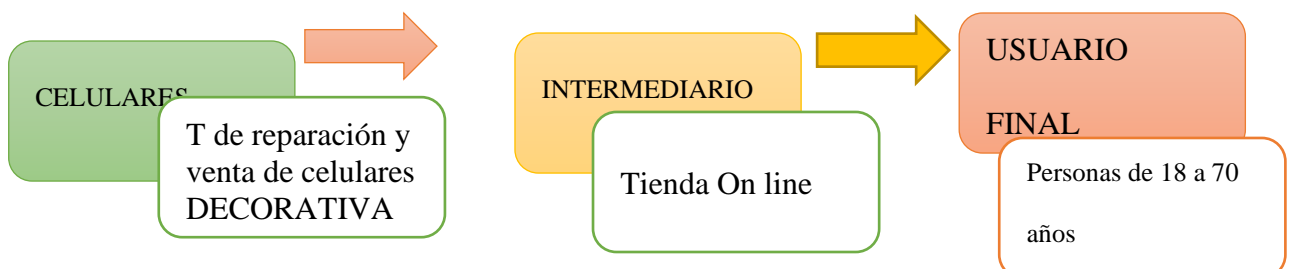 CELULARES
T de reparación y
venta de celulares
DECORATIVA
INTERMEDIARIO
Tienda On line
USUARIO
FINAL
Personas de 18 a 70
años